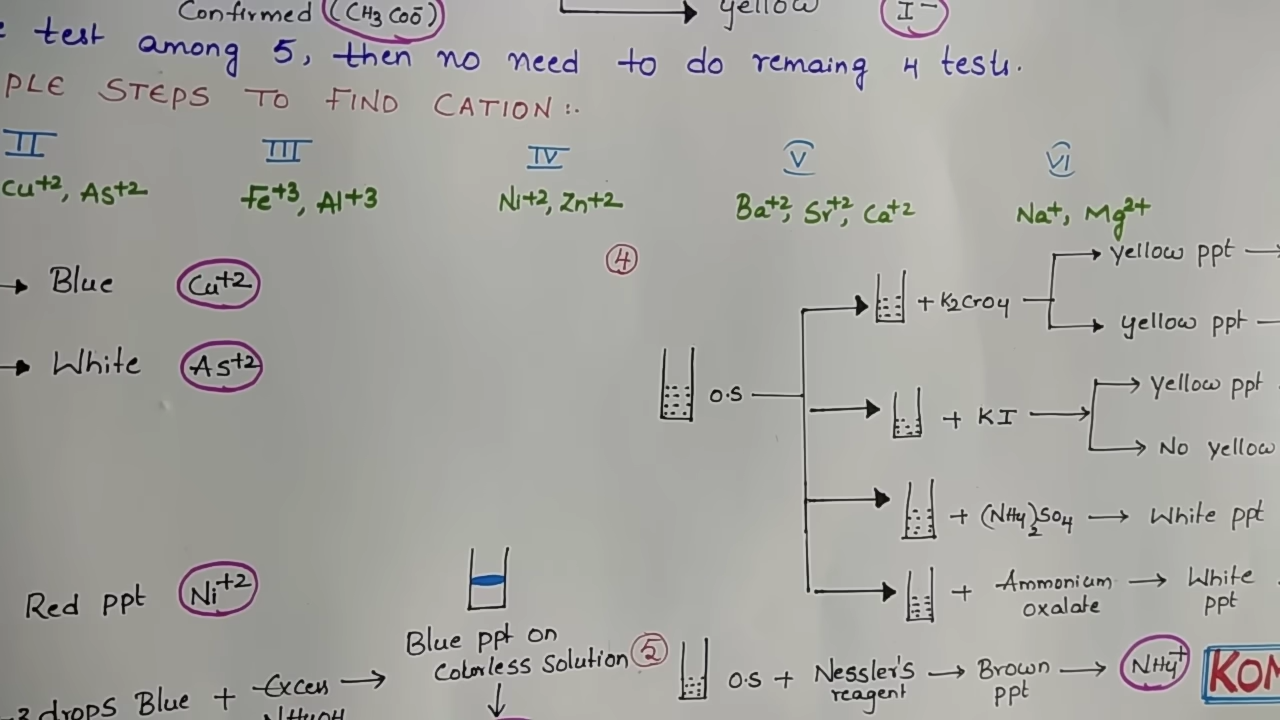 Confirmed (CH3COO-) yellow I-
test among 5, then no need to do remaing 4 tests.
PLE STEPS TO FIND CATION:.
II III IV V VI
Cu+2, As+2 Fe+3, Al+3 Ni+2, Zn+2 Ba+2, Sr+2, Ca+2 Na+, Mg2+
Blue Cu+2
White As+2
④
O.S
+ K2CrO4 yellow ppt
yellow ppt
+ KI yellow ppt
No yellow
+ (NH4)2SO4 White ppt
+ Ammonium oxalate White ppt
Red ppt Ni+2
Blue ppt on
Colorless Solution
⑤ O.S + Nessler's reagent Brown ppt NH4+
drops Blue + Excess
NH4OH
KOM